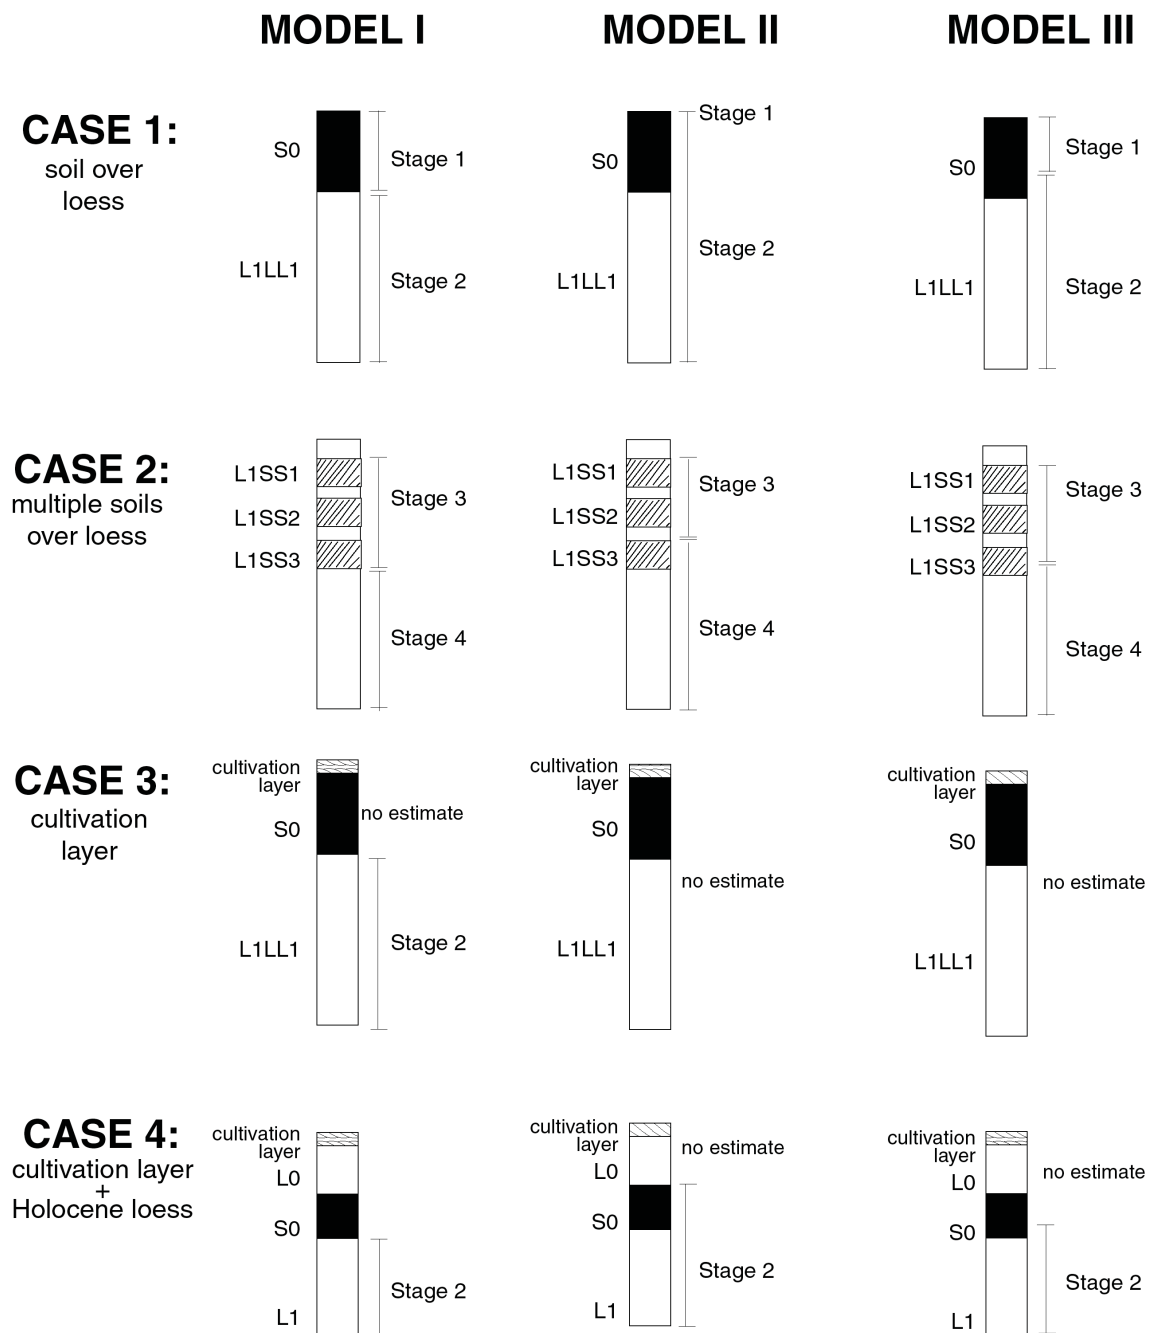 MODEL I
MODEL II
MODEL III
CASE 1:
soil over
loess
S0
Stage 1
L1LL1
Stage 2
S0
Stage 1
Stage 2
L1LL1
S0
Stage 1
L1LL1
Stage 2
CASE 2:
multiple soils
over loess
L1SS1
L1SS2
L1SS3
Stage 3
Stage 4
L1SS1
L1SS2
L1SS3
Stage 3
Stage 4
L1SS1
L1SS2
L1SS3
Stage 3
Stage 4
CASE 3:
cultivation
layer
cultivation
layer
S0
no estimate
L1LL1
Stage 2
cultivation
layer
S0
no estimate
L1LL1
cultivation
layer
S0
no estimate
L1LL1
CASE 4:
cultivation layer
+
Holocene loess
cultivation
layer
L0
S0
Stage 2
L1
cultivation
layer
no estimate
L0
S0
Stage 2
L1
cultivation
layer
no estimate
L0
S0
Stage 2
L1